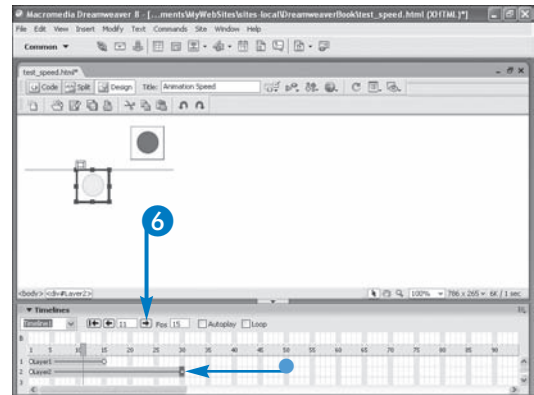 Macromedia Dreamweaver 8 - [...ments\MyWebSites\sites-local\DreamweaverBook\test_speed.html (XHTML)*]
File Edit View Insert Modify Text Commands Site Window Help
Common
test_speed.html*
Code Split Design Title: Animation Speed
6
<body> <div#Layer2> 100% 706 x 265 6K / 1 sec
Timelines
Timeline1 11 Fps 15 Autoplay Loop
B
1 5 10 15 20 25 30 35 40 45 50 55 60 65 70 75 80 85 90
1 Layer1
2 Layer2
3